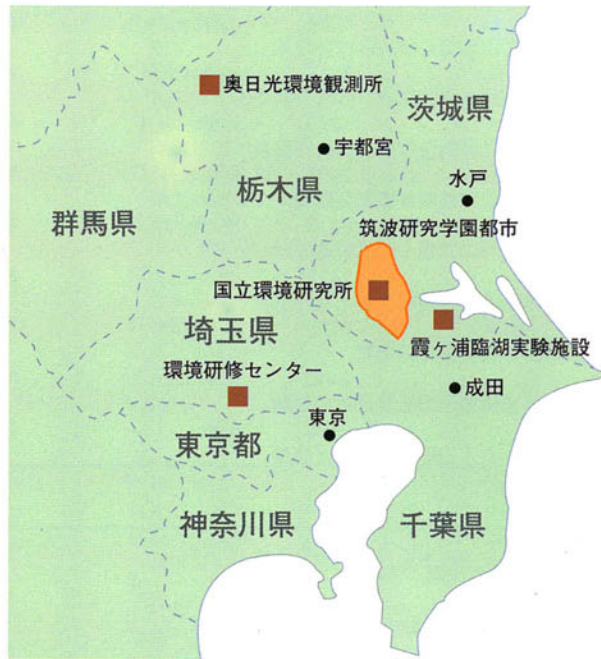 奥日光環境観測所
茨城県
宇都宮
栃木県
水戸
群馬県
筑波研究学園都市
国立環境研究所
埼玉県
霞ヶ浦臨湖実験施設
環境研修センター
成田
東京
東京都
神奈川県
千葉県